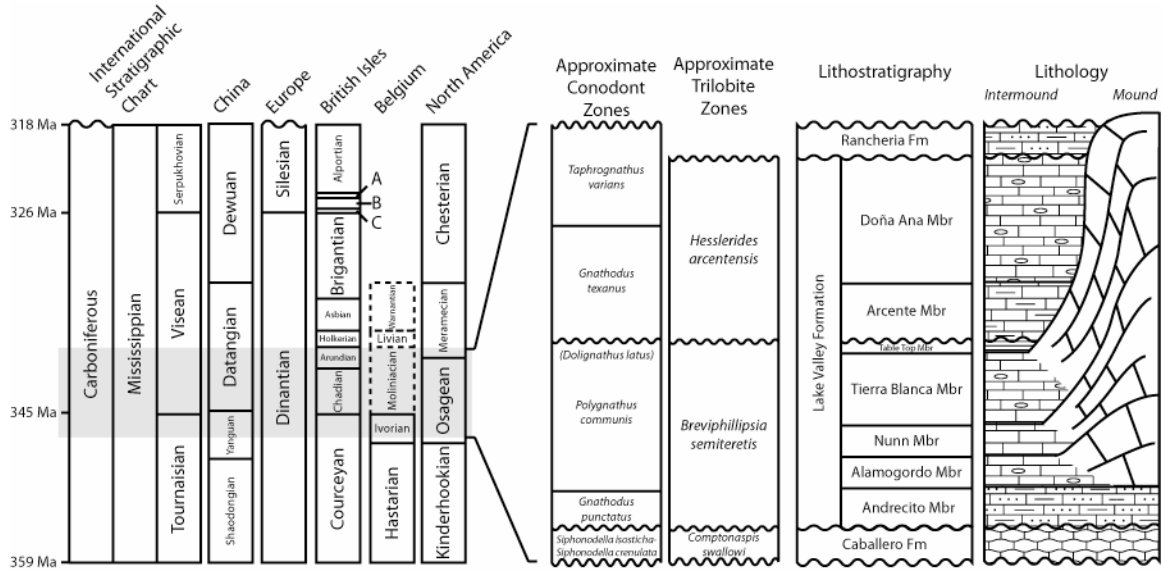 International
Stratigraphic
Chart
China
Europe
British Isles
Belgium
North America
Approximate
Conodont
Zones
Approximate
Trilobite
Zones
Lithostratigraphy
Lithology
Intermound
Mound
318 Ma
326 Ma
345 Ma
359 Ma
Carboniferous
Mississippian
Serpukhovian
Visean
Tournaisian
Dewuan
Datangian
Yanguan
Shaodongian
Silesian
Dinantian
Alportian
A
B
C
Brigantian
Asbian
Holkerian
Arundian
Chadian
Courceyan
Warnantian
Livian
Moliniacian
Ivorian
Hastarian
Chesterian
Meramecian
Osagean
Kinderhookian
Taphrognathus
varians
Gnathodus
texanus
(Dolignathus latus)
Polygnathus
communis
Gnathodus
punctatus
Siphonodella isosticha-
Siphonodella crenulata
Hesslerides
arcentensis
Breviphillipsia
semiteretis
Comptonaspis
swallowi
Rancheria Fm
Lake Valley Formation
Doña Ana Mbr
Arcente Mbr
Table Top Mbr
Tierra Blanca Mbr
Nunn Mbr
Alamogordo Mbr
Andrecito Mbr
Caballero Fm